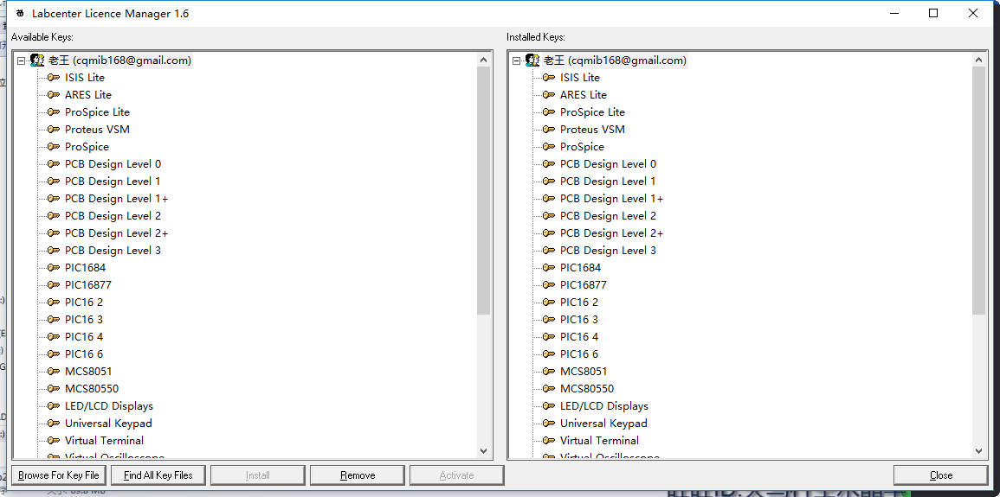 Labcenter Licence Manager 1.6
Available Keys:
老王 (cqmib168@gmail.com)
ISIS Lite
ARES Lite
ProSpice Lite
Proteus VSM
ProSpice
PCB Design Level 0
PCB Design Level 1
PCB Design Level 1+
PCB Design Level 2
PCB Design Level 2+
PCB Design Level 3
PIC1684
PIC16877
PIC16 2
PIC16 3
PIC16 4
PIC16 6
MCS8051
MCS80550
LED/LCD Displays
Universal Keypad
Virtual Terminal
Virtual Oscilloscope
Installed Keys:
老王 (cqmib168@gmail.com)
ISIS Lite
ARES Lite
ProSpice Lite
Proteus VSM
ProSpice
PCB Design Level 0
PCB Design Level 1
PCB Design Level 1+
PCB Design Level 2
PCB Design Level 2+
PCB Design Level 3
PIC1684
PIC16877
PIC16 2
PIC16 3
PIC16 4
PIC16 6
MCS8051
MCS80550
LED/LCD Displays
Universal Keypad
Virtual Terminal
Virtual Oscilloscope
Browse For Key File
Find All Key Files
Install
Remove
Activate
Close